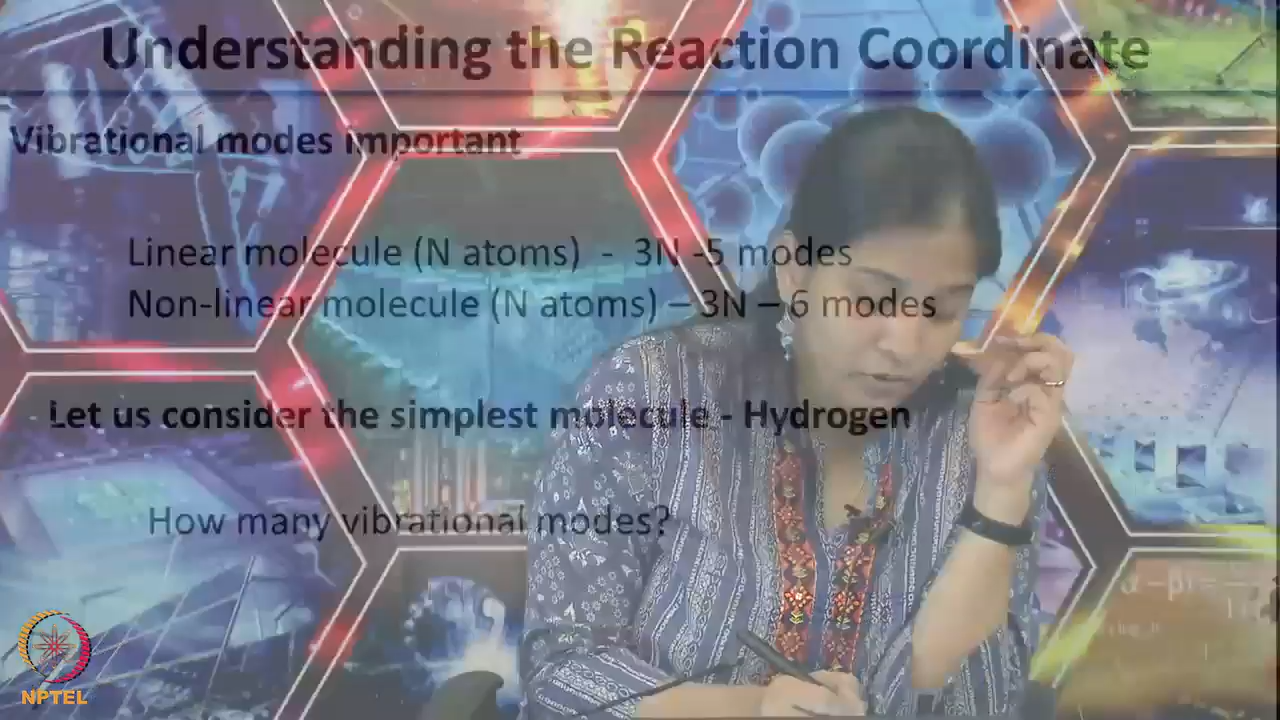 Understanding the Reaction Coordinate
Vibrational modes important
Linear molecule (N atoms) - 3N -5 modes
Non-linear molecule (N atoms) – 3N – 6 modes
Let us consider the simplest molecule - Hydrogen
How many vibrational modes?
NPTEL